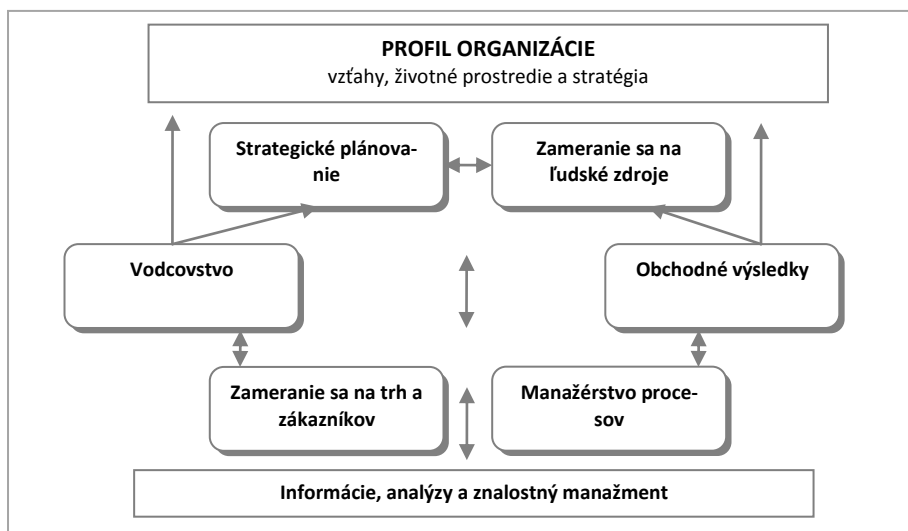 PROFIL ORGANIZÁCIE
vzťahy, životné prostredie a stratégia
Strategické plánova-
nie
Zameranie sa na
ľudské zdroje
Vodcovstvo
Obchodné výsledky
Zameranie sa na trh a
zákazníkov
Manažérstvo proce-
sov
Informácie, analýzy a znalostný manažment